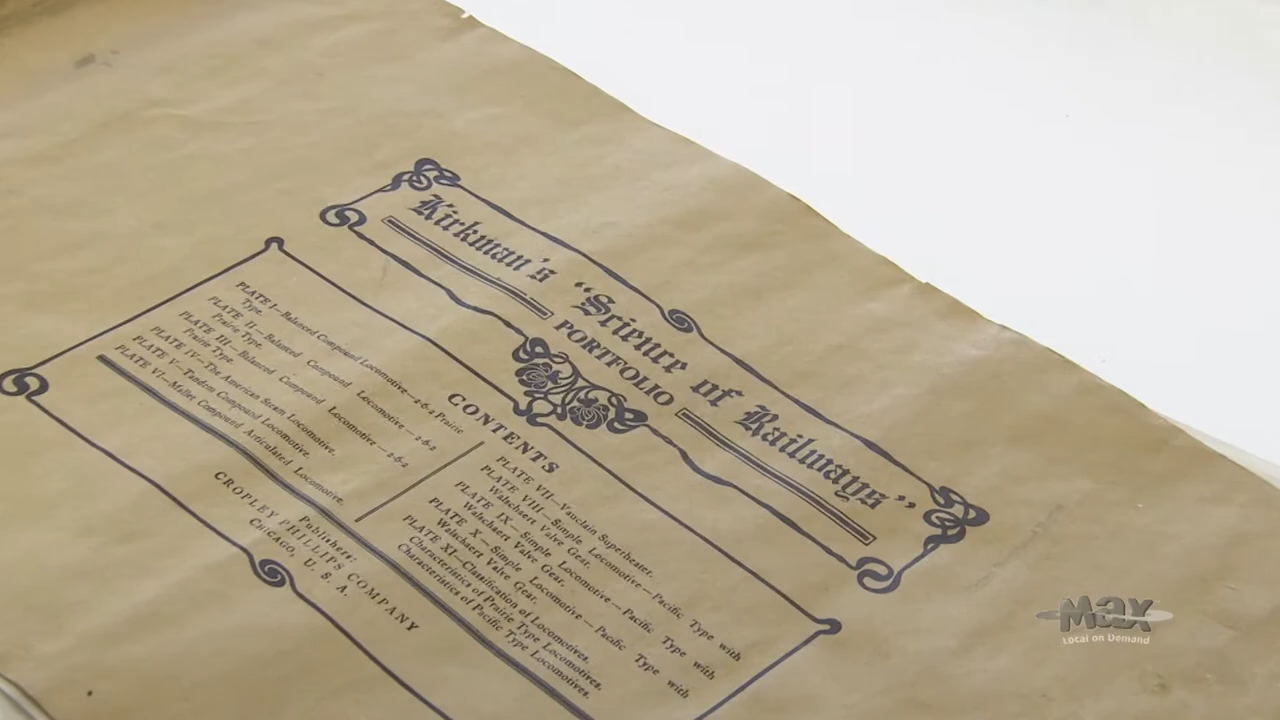 Kirkman's "Science of Railways"
PORTFOLIO
CONTENTS
PLATE I—Balanced Compound Locomotive—2-6-2 Prairie
Type.
PLATE II—Balanced Compound Locomotive—2-6-2
Prairie Type.
PLATE III—Balanced Compound Locomotive—2-6-2
Prairie Type.
PLATE IV—The American Steam Locomotive.
PLATE V—Tandem Compound Locomotive.
PLATE VI—Mallet Compound Articulated Locomotive.
PLATE VII—Vauclain Superheater.
PLATE VIII—Simple Locomotive—Pacific Type with
Walschaert Valve Gear.
PLATE IX—Simple Locomotive—Pacific Type with
Walschaert Valve Gear.
PLATE X—Simple Locomotive—Pacific Type with
Walschaert Valve Gear.
PLATE XI—Classification of Locomotives.
Characteristics of Prairie Type Locomotives.
Characteristics of Pacific Type Locomotives.
Publishers:
CROPLEY PHILLIPS COMPANY
CHICAGO, U. S. A.
Max
Local on Demand